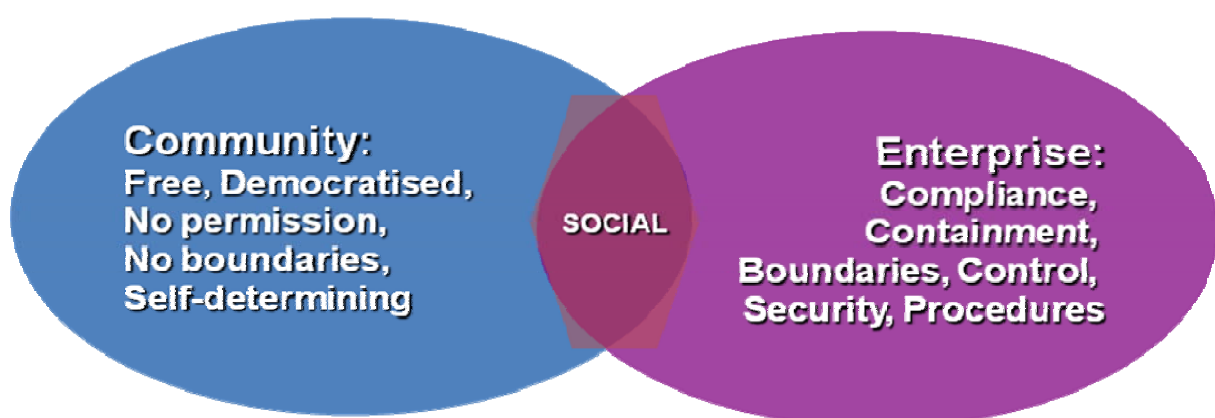 Community:
Free, Democratised,
No permission,
No boundaries,
Self-determining
SOCIAL
Enterprise:
Compliance,
Containment,
Boundaries, Control,
Security, Procedures